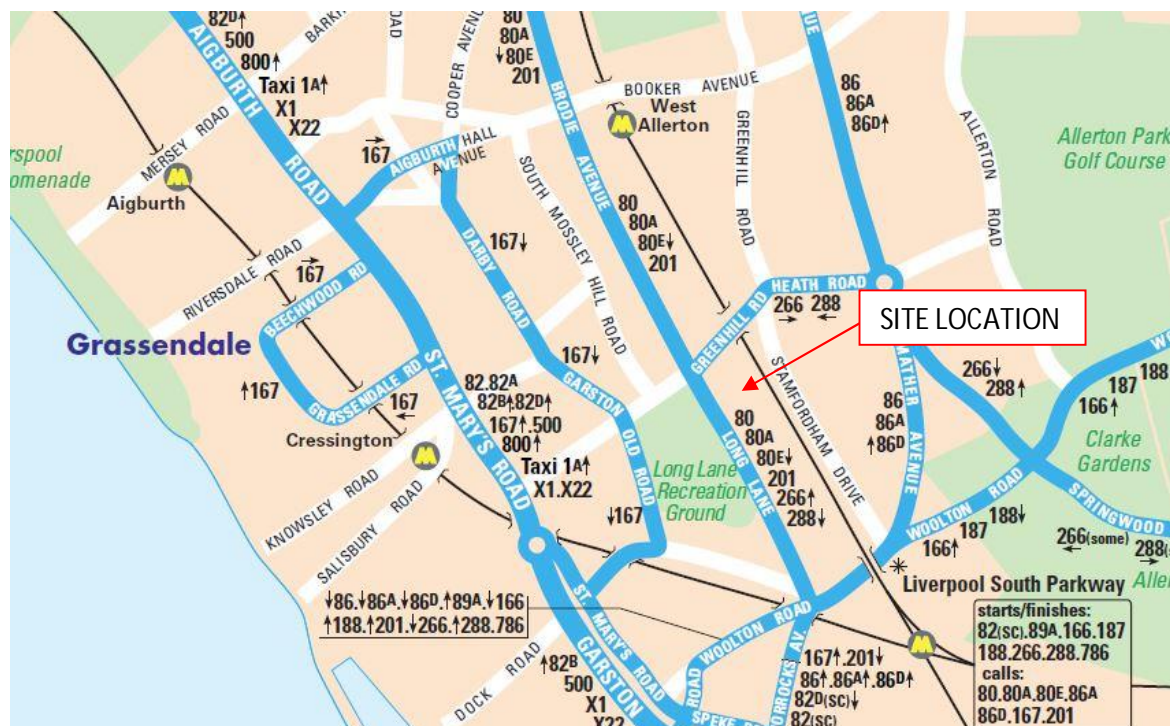 82D↑
500
800↑
Taxi 1A↑
X1
X22
AIGBURTH
ROAD
MERSEY ROAD
ROAD
COOPER AVENUE
80
80A
↓80E
201
BRODIE
AVENUE
BOOKER AVENUE
West
Allerton
GREENHILL
ROAD
86
86A
86D↑
ALLERTON
ROAD
Allerton Park
Golf Course
Aigburth
→
167
AIGBURTH HALL
AVENUE
SOUTH MOSSLEY
HILL ROAD
80
80A
80E↓
201
DARBY
ROAD
167↓
RIVERSDALE ROAD
→
167
BEECHWOOD RD
Grassendale
↑167
GRASSENDALE RD
167
←
Cressington
ST. MARY'S ROAD
82.82A
82B↑.82D↑
167↑.500
800↑
Taxi 1A↑
X1.X22
167↓
GARSTON
OLD ROAD
GREENHILL RD
HEATH ROAD
266 288
→ ←
SITE LOCATION
STAMFORDHAM
DRIVE
MATHER
AVENUE
86
86A
↑86D
266↓
288↑
188
187
166↑
Clarke
Gardens
SPRINGWOOD
80
80A
80E↓
201
266↑
288↓
LONG LANE
Long Lane
Recreation
Ground
↓167
KNOWSLEY ROAD
SALISBURY ROAD
WOOLTON ROAD
188↓
187
166↑
266(some)
←
→
Liverpool South Parkway
starts/finishes:
82(SC).89A.166.187
188.266.288.786
calls:
80.80A.80E.86A
86D.167.201
↓86.↓86A.↓86D.↑89A.↓166
↑188.↑201.↓266.↑288.786
ST. MARY'S ROAD
WOOLTON ROAD
ROAD
DOCK ROAD
↑82B
500
X1
X22
GARSTON
167↑.201↓
86↑.86A↑.86D↑
82D(SC)↓
82(SC)